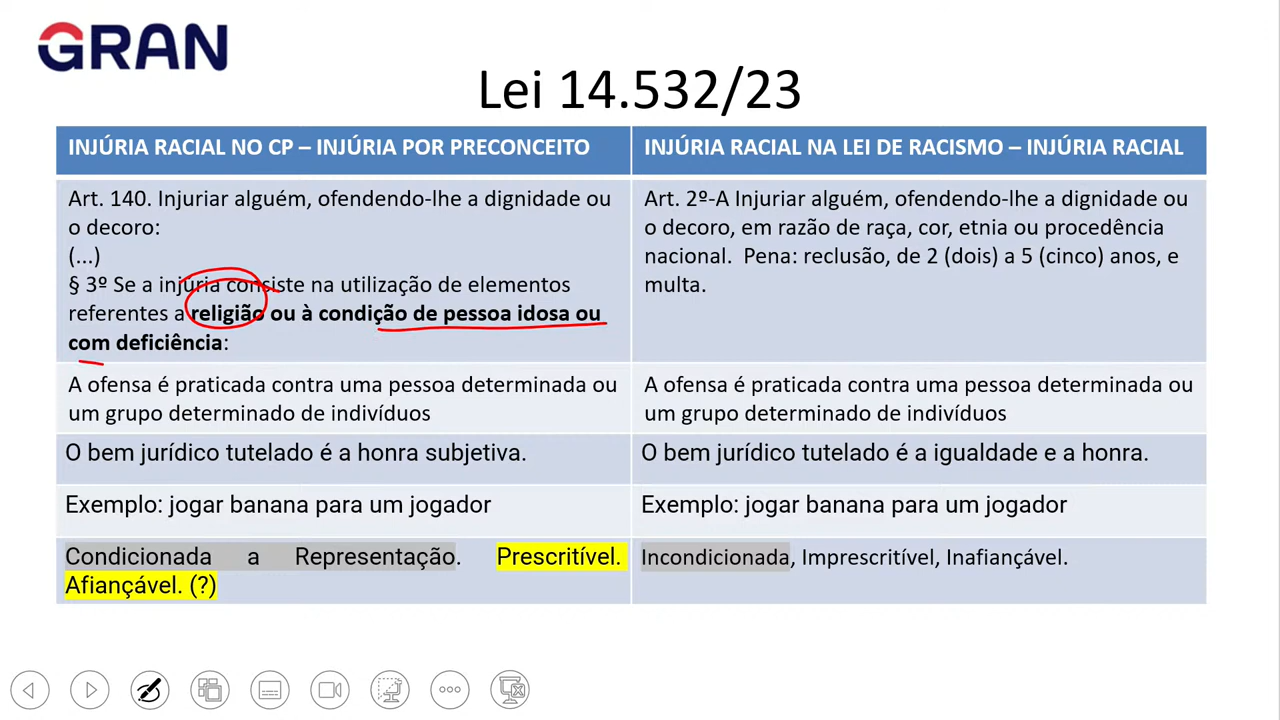 GRAN
Lei 14.532/23
INJÚRIA RACIAL NO CP – INJÚRIA POR PRECONCEITO
INJÚRIA RACIAL NA LEI DE RACISMO – INJÚRIA RACIAL
Art. 140. Injuriar alguém, ofendendo-lhe a dignidade ou
o decoro:
(...)
§ 3º Se a injúria consiste na utilização de elementos
referentes a religião ou à condição de pessoa idosa ou
com deficiência:
Art. 2º-A Injuriar alguém, ofendendo-lhe a dignidade ou
o decoro, em razão de raça, cor, etnia ou procedência
nacional. Pena: reclusão, de 2 (dois) a 5 (cinco) anos, e
multa.
A ofensa é praticada contra uma pessoa determinada ou
um grupo determinado de indivíduos
A ofensa é praticada contra uma pessoa determinada ou
um grupo determinado de indivíduos
O bem jurídico tutelado é a honra subjetiva.
O bem jurídico tutelado é a igualdade e a honra.
Exemplo: jogar banana para um jogador
Exemplo: jogar banana para um jogador
Condicionada a Representação. Prescritível.
Afiançável. (?)
Incondicionada, Imprescritível, Inafiançável.